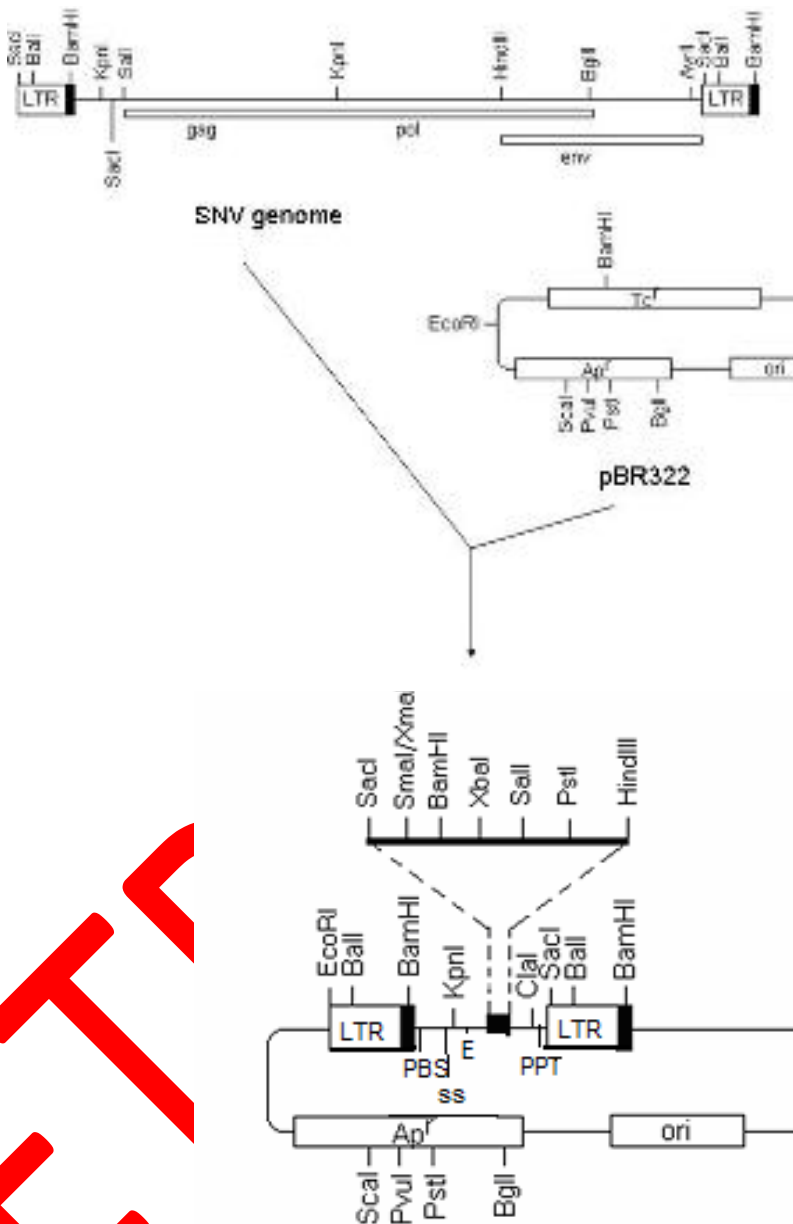 SacI BalI BamHI KpnI SalI KpnI HindIII BglI AvrII SacI BalI BamHI
LTR LTR
gag pol
SacI env
SNV genome
BamHI
Tcr
EcoRI
Apr ori
ScaI PvuI PstI BglI
pBR322
SacI SmaI/Xma BamHI XbaI SalI PstI HindIII
EcoRI BalI BamHI KpnI ClaI SacI BalI BamHI
LTR E LTR
PBS PPT
ss
Apr ori
ScaI PvuI PstI BglI